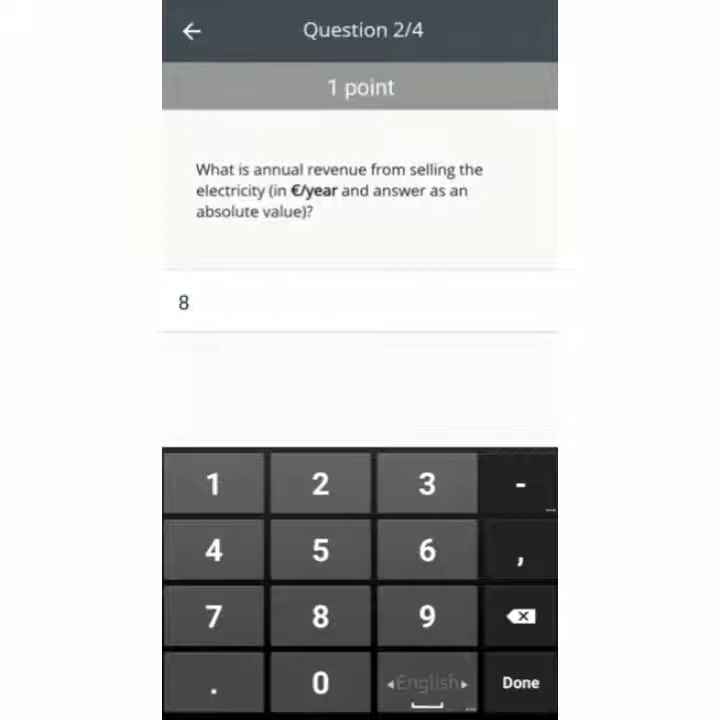 Question 2/4
1 point
What is annual revenue from selling the
electricity (in €/year and answer as an
absolute value)?
8
1 2 3 -
4 5 6 ,
7 8 9
. 0 English Done